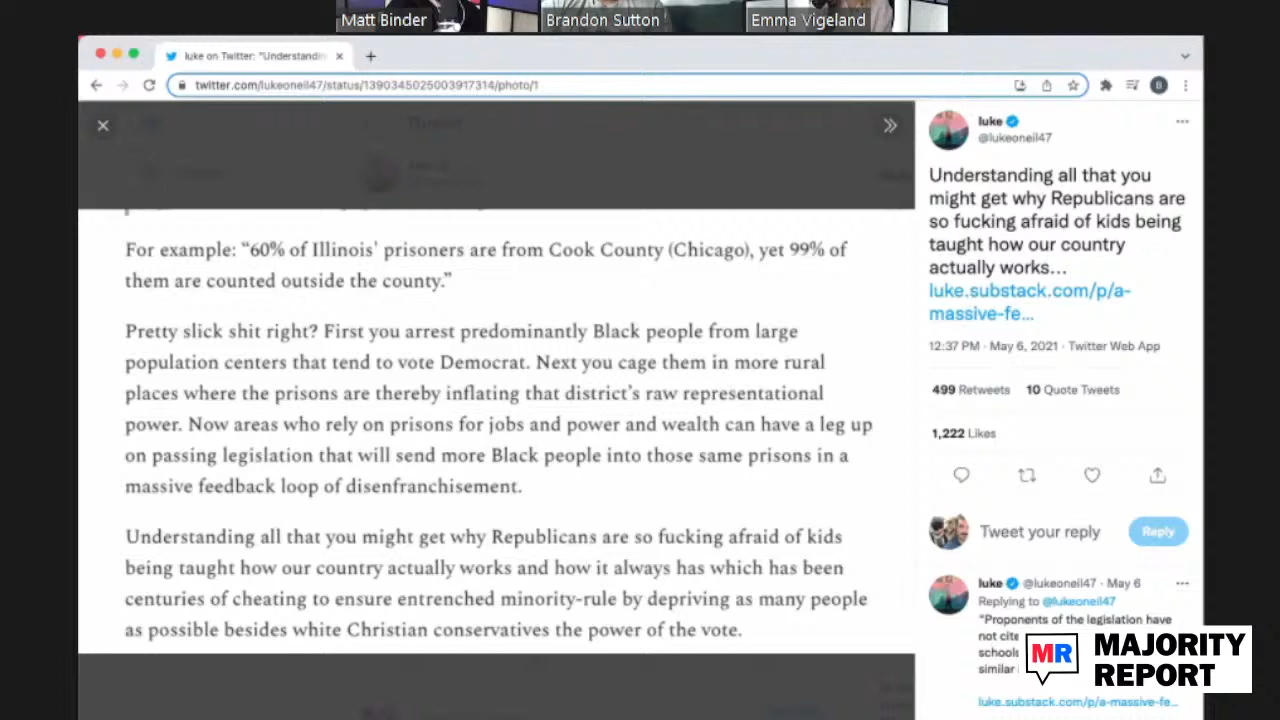 Matt Binder
Brandon Sutton
Emma Vigeland
luke on Twitter: "Understandin
twitter.com/lukeoneil47/status/1390345025003917314/photo/1
B
For example: “60% of Illinois’ prisoners are from Cook County (Chicago), yet 99% of
them are counted outside the county.”
Pretty slick shit right? First you arrest predominantly Black people from large
population centers that tend to vote Democrat. Next you cage them in more rural
places where the prisons are thereby inflating that district’s raw representational
power. Now areas who rely on prisons for jobs and power and wealth can have a leg up
on passing legislation that will send more Black people into those same prisons in a
massive feedback loop of disenfranchisement.
Understanding all that you might get why Republicans are so fucking afraid of kids
being taught how our country actually works and how it always has which has been
centuries of cheating to ensure entrenched minority-rule by depriving as many people
as possible besides white Christian conservatives the power of the vote.
luke
@lukeoneil47
Understanding all that you
might get why Republicans are
so fucking afraid of kids being
taught how our country
actually works…
luke.substack.com/p/a-
massive-fe…
12:37 PM · May 6, 2021 · Twitter Web App
499 Retweets 10 Quote Tweets
1,222 Likes
Tweet your reply
Reply
luke @lukeoneil47 · May 6
Replying to @lukeoneil47
"Proponents of the legislation have
not cite
schools
similar
luke.substack.com/p/a-massive-fe…
MR
MAJORITY
REPORT